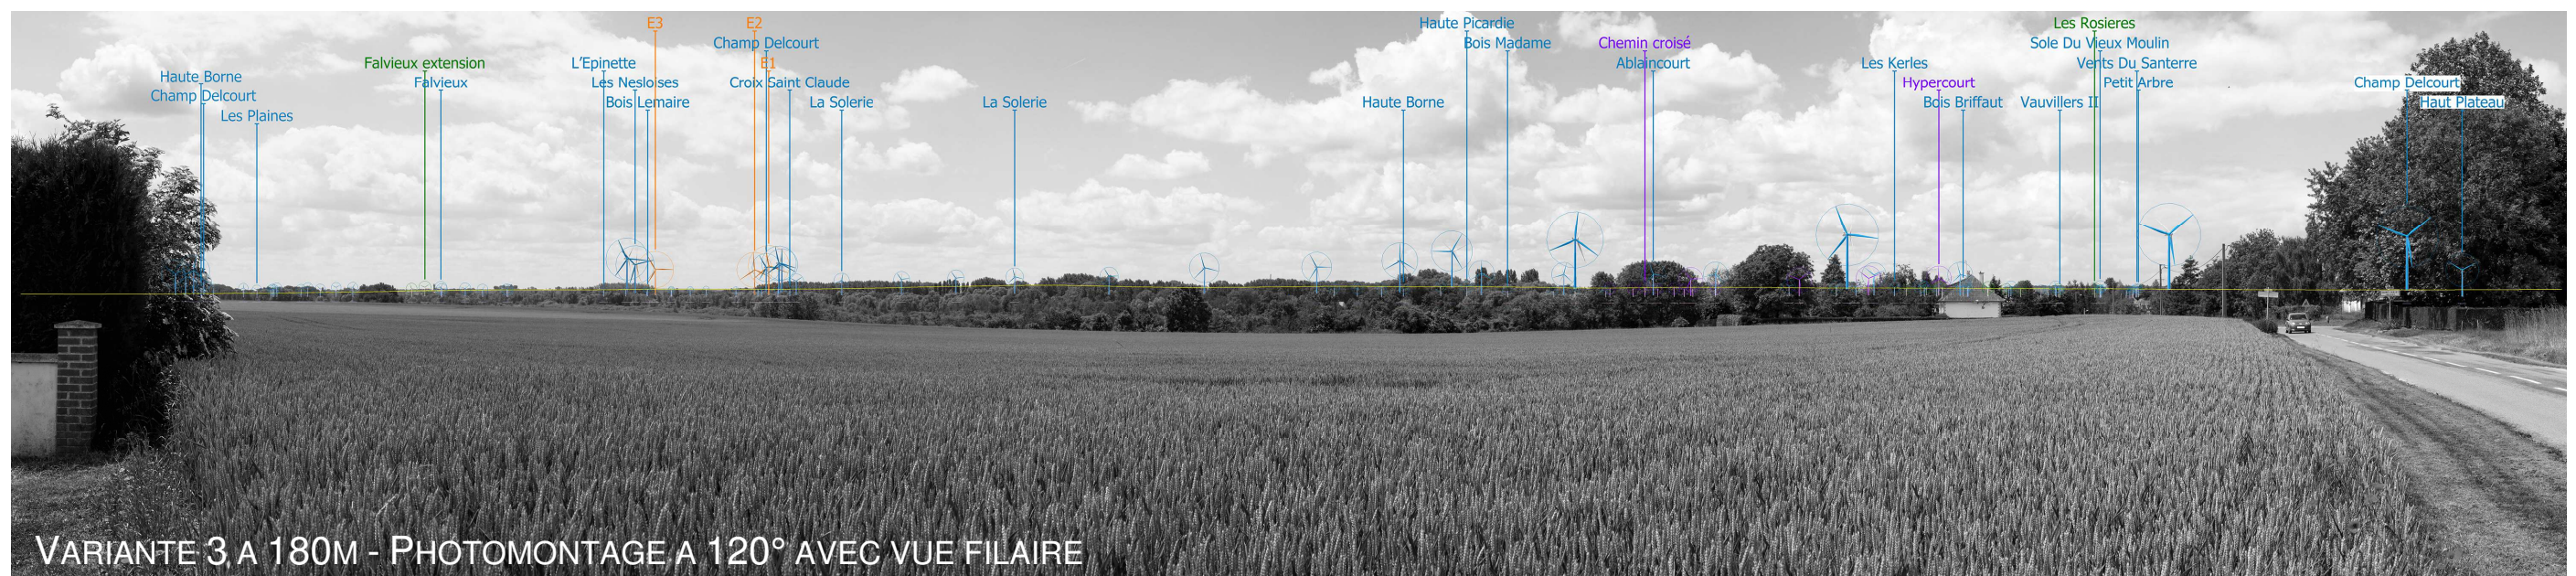 Haute Borne
Champ Delcourt
Les Plaines
Falvieux extension
Falvieux
L'Epinette
Les Nesloises
Bois Lemaire
E3
E2
Champ Delcourt
E1
Croix Saint Claude
La Solerie
La Solerie
Haute Borne
Haute Picardie
Bois Madame
Chemin croisé
Ablaincourt
Les Kerles
Hypercourt
Bois Briffaut
Les Rosieres
Sole Du Vieux Moulin
Vents Du Santerre
Petit Arbre
Vauvillers II
Champ Delcourt
Haut Plateau
VARIANTE 3, A 180M - PHOTOMONTAGE A 120° AVEC VUE FILAIRE